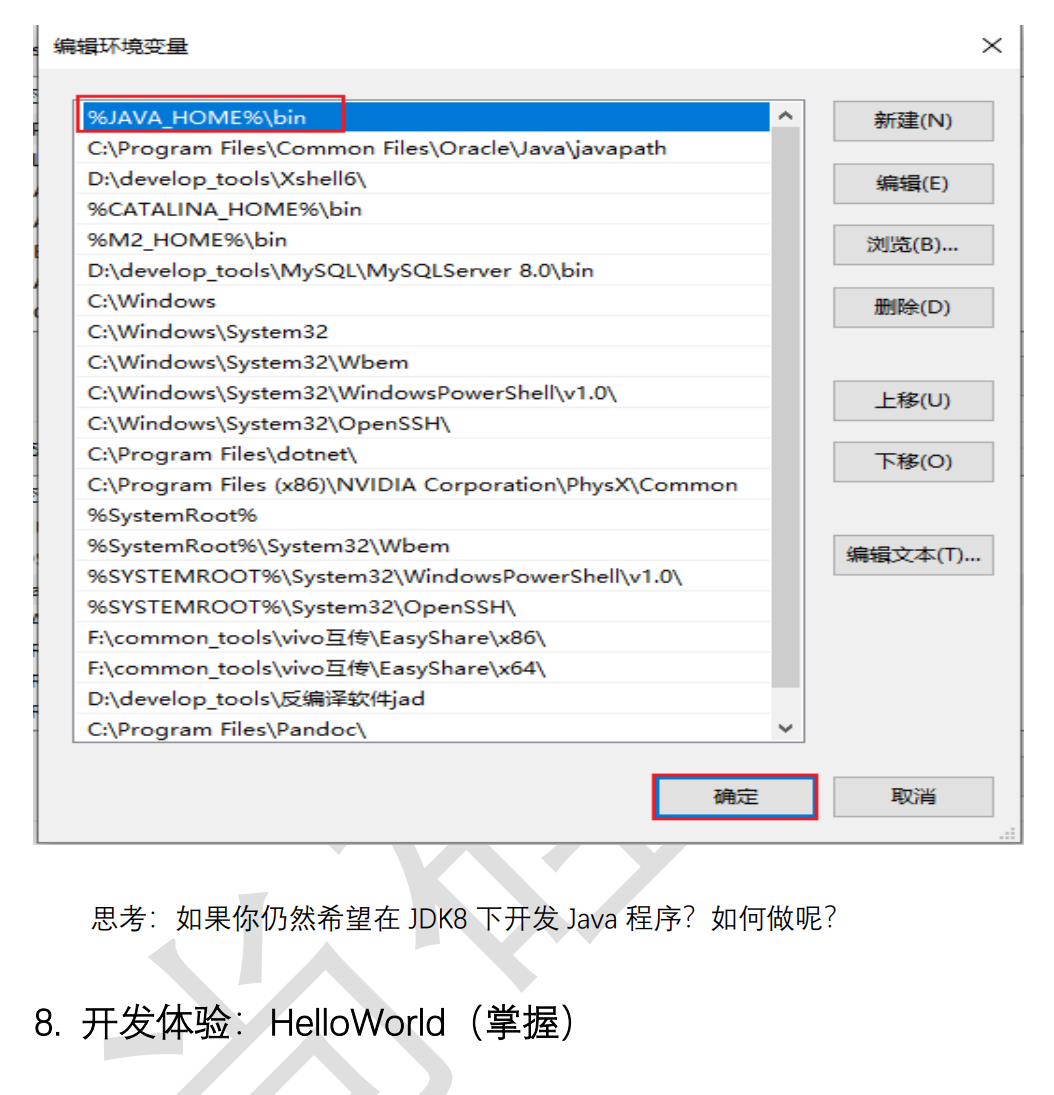 编辑环境变量
%JAVA_HOME%\bin
C:\Program Files\Common Files\Oracle\Java\javapath
D:\develop_tools\Xshell6\
%CATALINA_HOME%\bin
%M2_HOME%\bin
D:\develop_tools\MySQL\MySQLServer 8.0\bin
C:\Windows
C:\Windows\System32
C:\Windows\System32\Wbem
C:\Windows\System32\WindowsPowerShell\v1.0\
C:\Windows\System32\OpenSSH\
C:\Program Files\dotnet\
C:\Program Files (x86)\NVIDIA Corporation\PhysX\Common
%SystemRoot%
%SystemRoot%\System32\Wbem
%SYSTEMROOT%\System32\WindowsPowerShell\v1.0\
%SYSTEMROOT%\System32\OpenSSH\
F:\common_tools\vivo互传\EasyShare\x86\
F:\common_tools\vivo互传\EasyShare\x64\
D:\develop_tools\反编译软件jad
C:\Program Files\Pandoc\
新建(N)
编辑(E)
浏览(B)...
删除(D)
上移(U)
下移(O)
编辑文本(T)...
确定
取消
思考：如果你仍然希望在 JDK8 下开发 Java 程序？如何做呢？
8. 开发体验：HelloWorld（掌握）